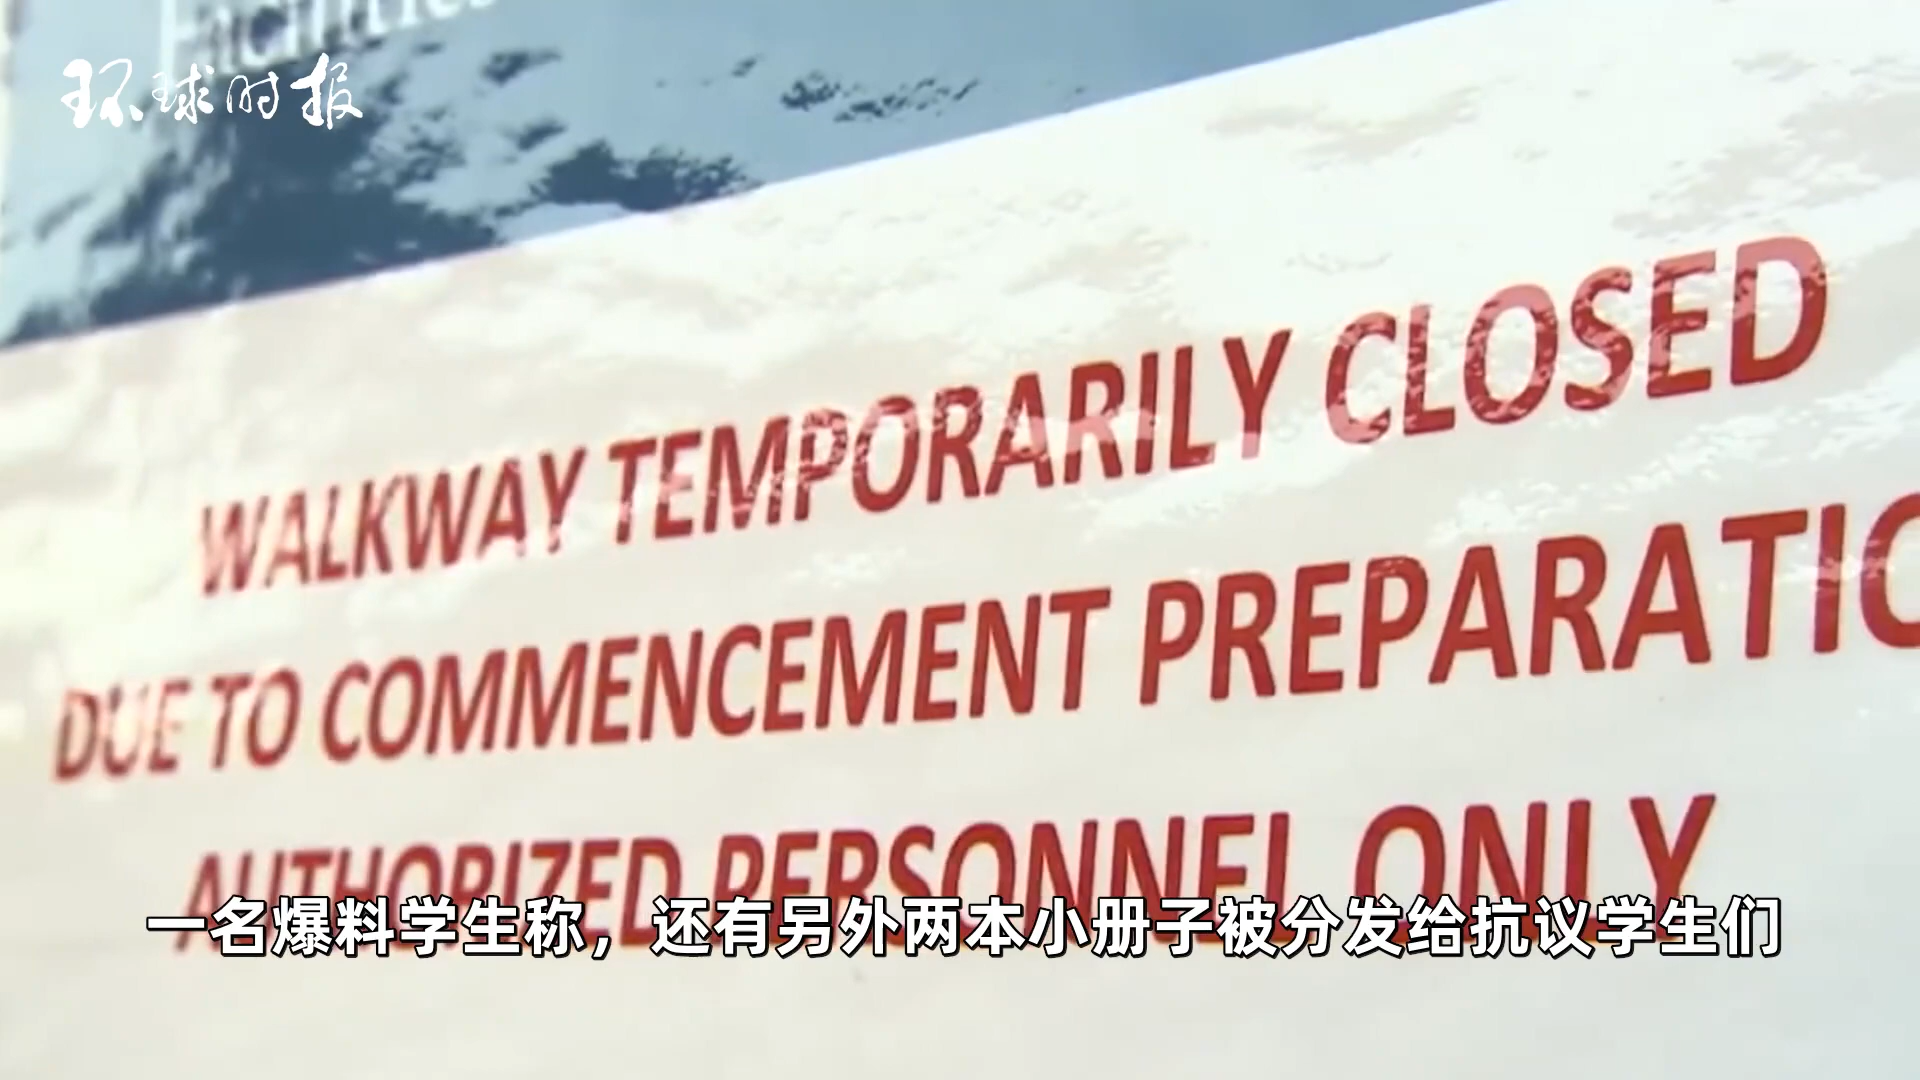 Facilities
环球时报
WALKWAY TEMPORARILY CLOSED
DUE TO COMMENCEMENT PREPARATIO
AUTHORIZED PERSONNEL ONLY
一名爆料学生称，还有另外两本小册子被分发给抗议学生们